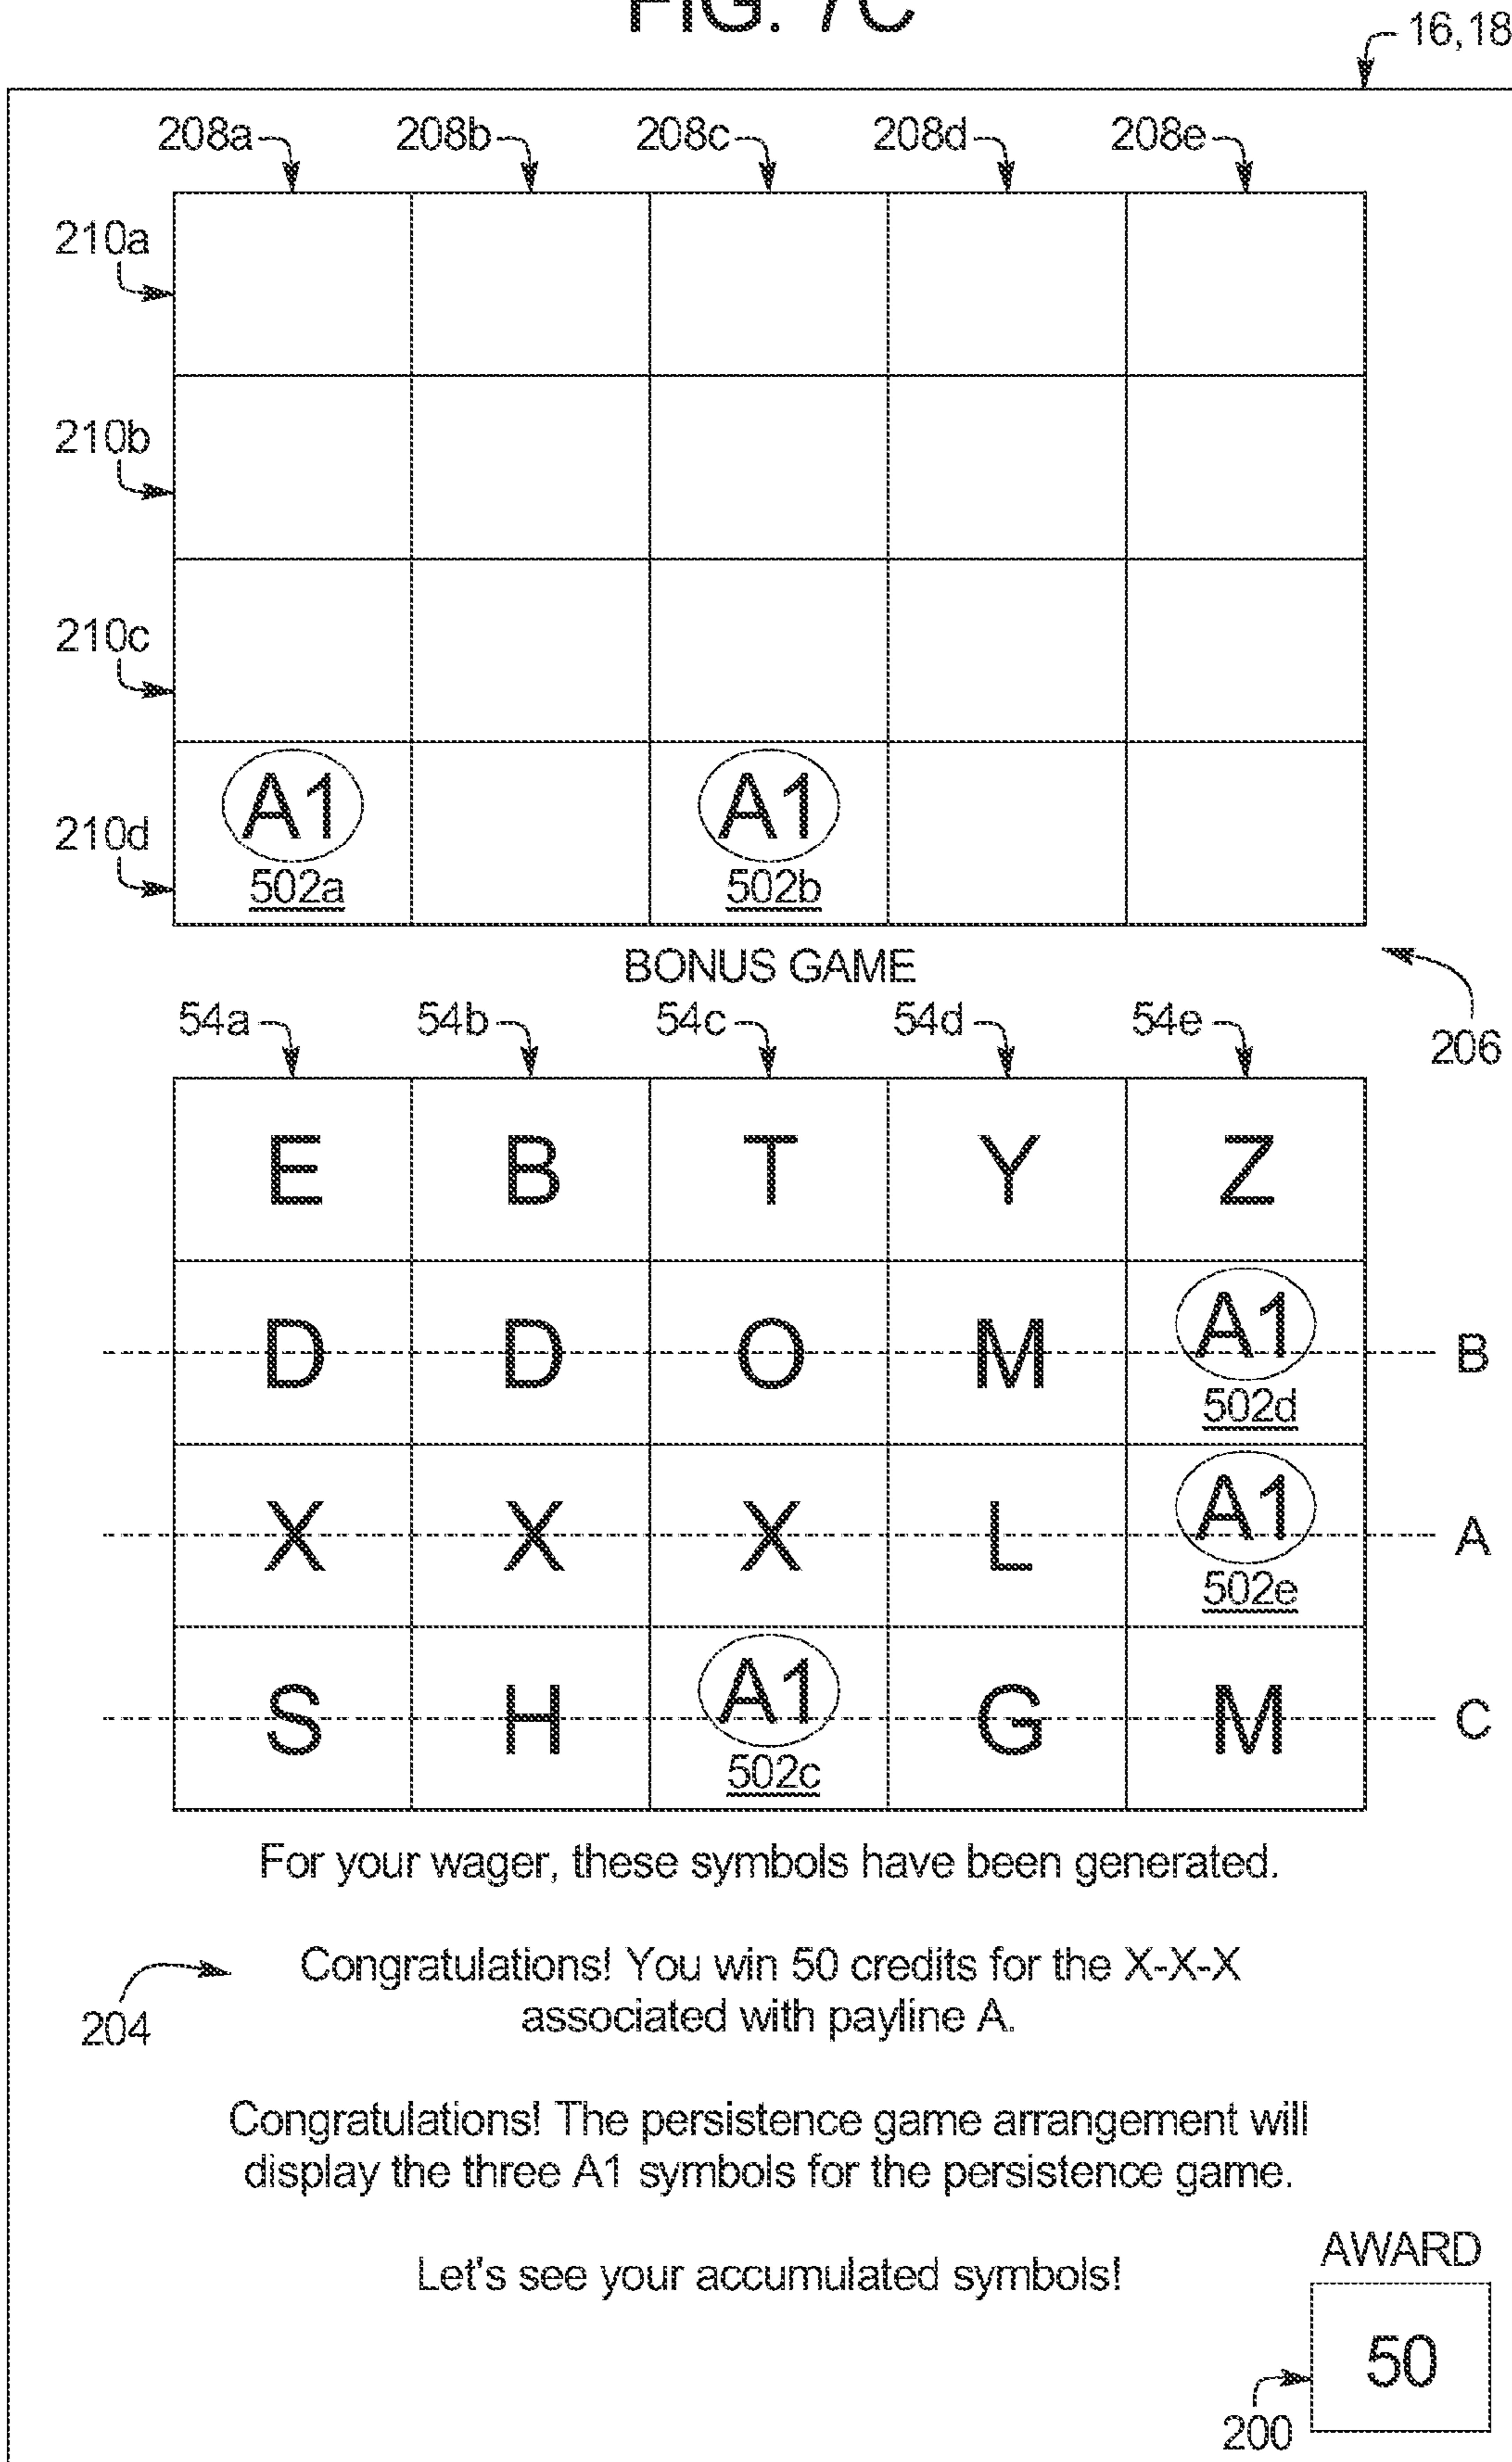 FIG. 7C
16,18
208a 208b 208c 208d 208e
210a
210b
210c
210d
A1 A1
502a 502b
BONUS GAME
206
54a 54b 54c 54d 54e
E B T Y Z
D D O M A1 B
502d
X X X L A1 A
502e
S H A1 G M C
502c
For your wager, these symbols have been generated.
Congratulations! You win 50 credits for the X-X-X
associated with payline A.
204
Congratulations! The persistence game arrangement will
display the three A1 symbols for the persistence game.
Let's see your accumulated symbols!
AWARD
50
200